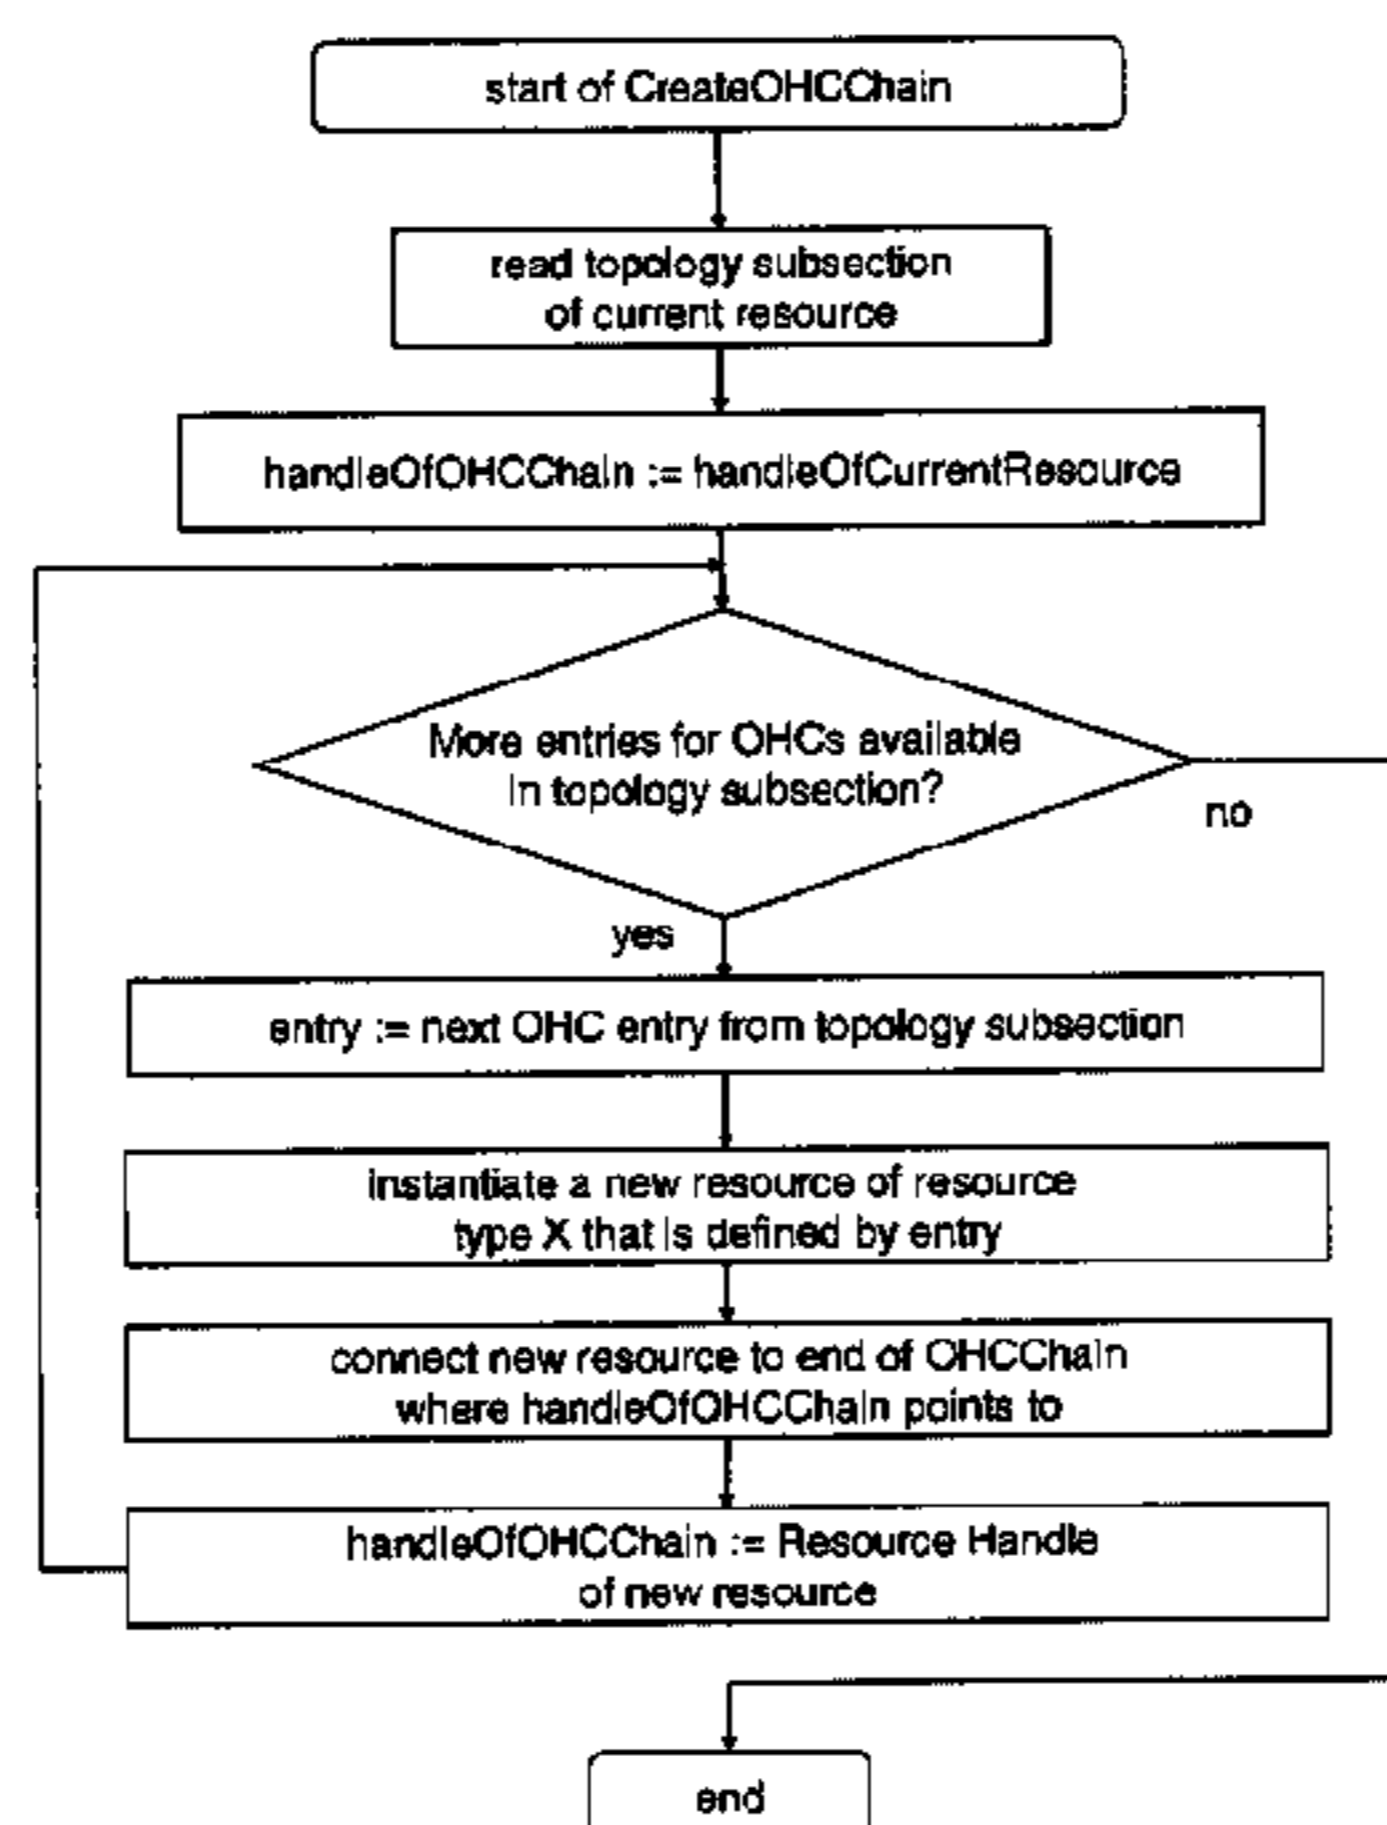 start of CreateOHCChain
read topology subsection
of current resource
handleOfOHCChain := handleOfCurrentResource
More entries for OHCs available
in topology subsection?
no
yes
entry := next OHC entry from topology subsection
instantiate a new resource of resource
type X that is defined by entry
connect new resource to end of OHCChain
where handleOfOHCChain points to
handleOfOHCChain := Resource Handle
of new resource
end